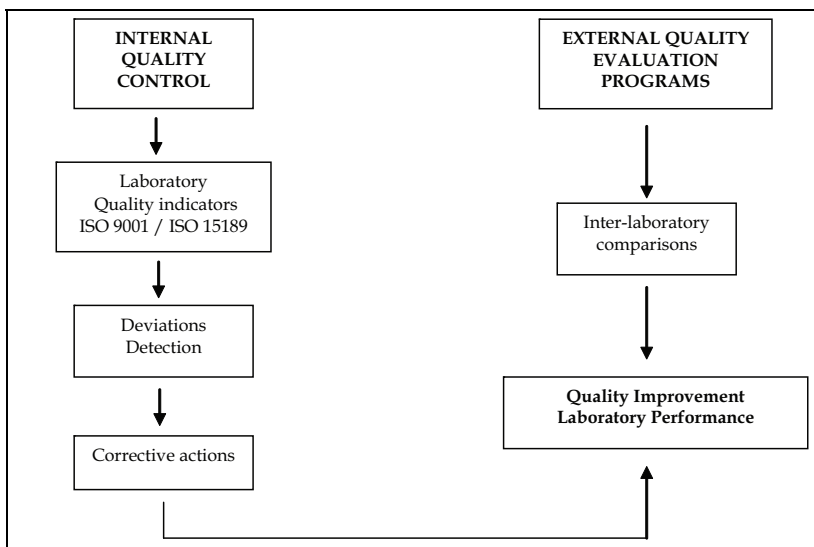 INTERNAL
QUALITY
CONTROL
Laboratory
Quality indicators
ISO 9001 / ISO 15189
Deviations
Detection
Corrective actions
EXTERNAL QUALITY
EVALUATION
PROGRAMS
Inter-laboratory
comparisons
Quality Improvement
Laboratory Performance